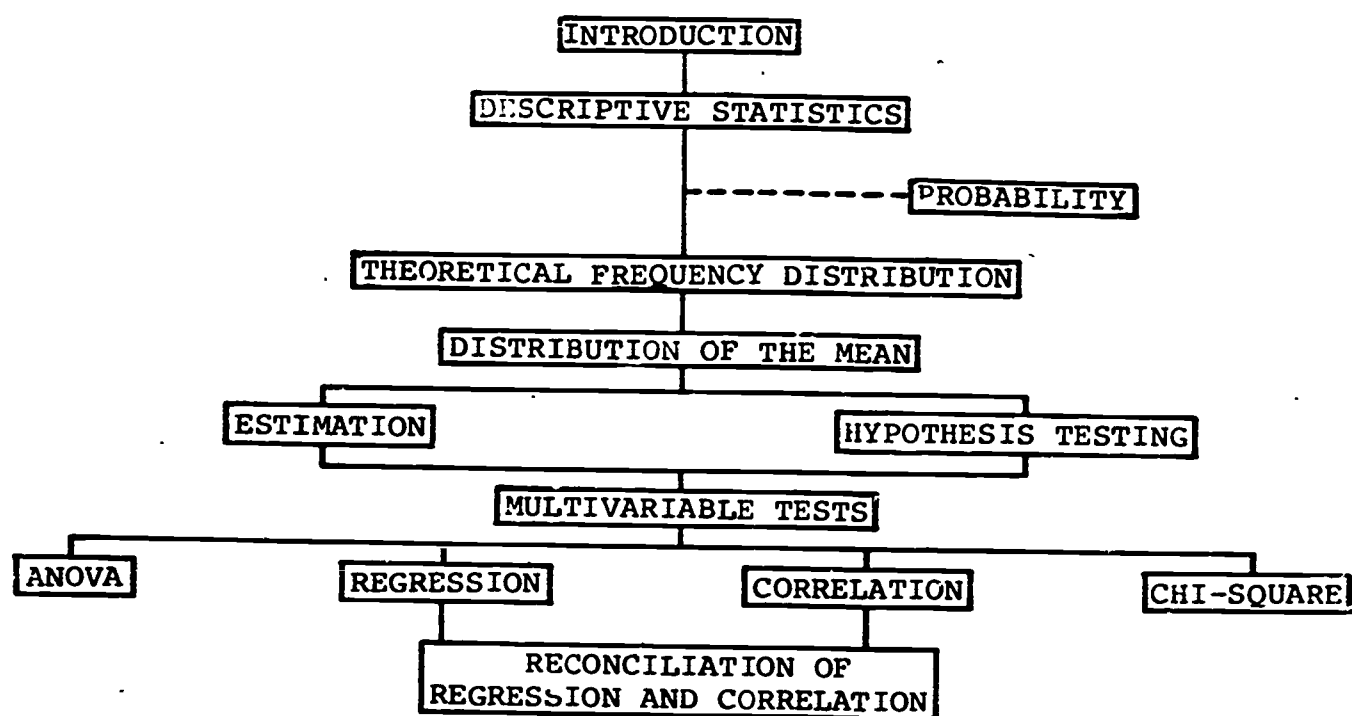 INTRODUCTION
DESCRIPTIVE STATISTICS
PROBABILITY
THEORETICAL FREQUENCY DISTRIBUTION
DISTRIBUTION OF THE MEAN
ESTIMATION
HYPOTHESIS TESTING
MULTIVARIABLE TESTS
ANOVA
REGRESSION
CORRELATION
CHI-SQUARE
RECONCILIATION OF
REGRESSION AND CORRELATION